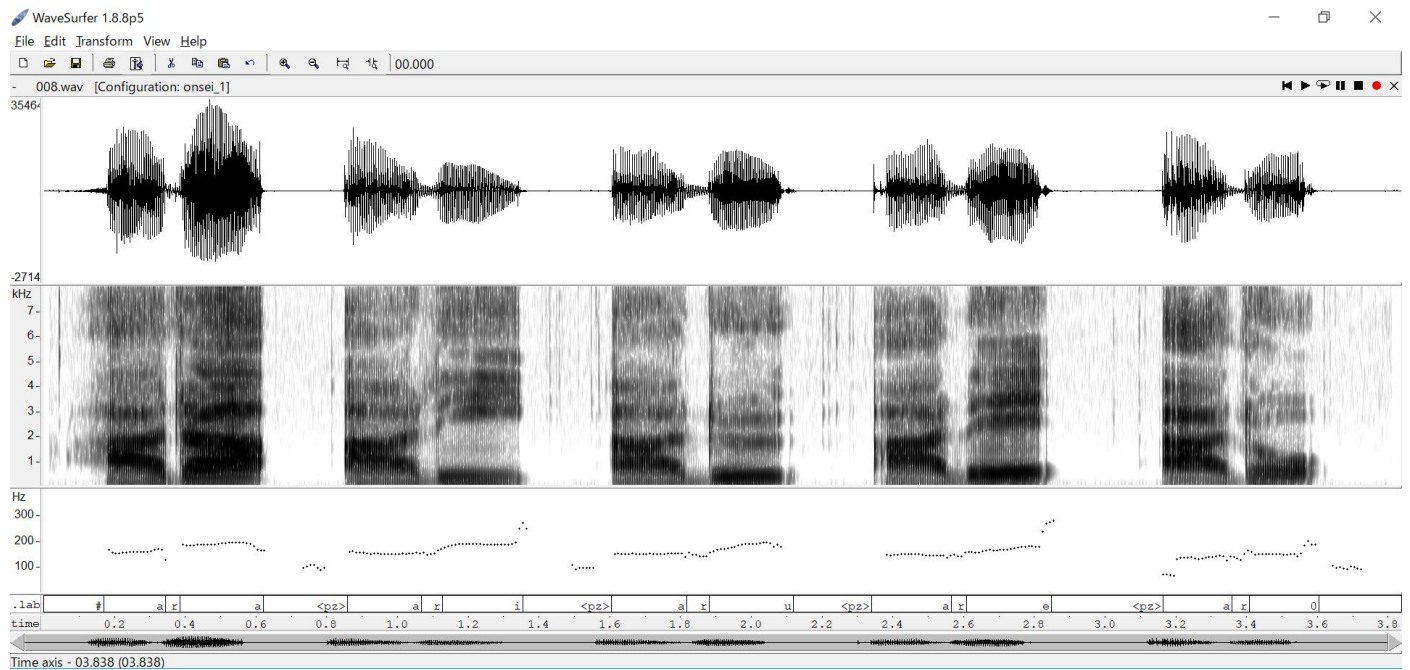 WaveSurfer 1.8.8p5
File Edit Transform View Help
00.000
- 008.wav [Configuration: onsei_1]
35464
-2714
kHz
7
6
5
4
3
2
1
Hz
300
200
100
.lab # a r a <pz> a r i <pz> a r u <pz> a r e <pz> a r 0
time 0.2 0.4 0.6 0.8 1.0 1.2 1.4 1.6 1.8 2.0 2.2 2.4 2.6 2.8 3.0 3.2 3.4 3.6 3.8
Time axis - 03.838 (03.838)